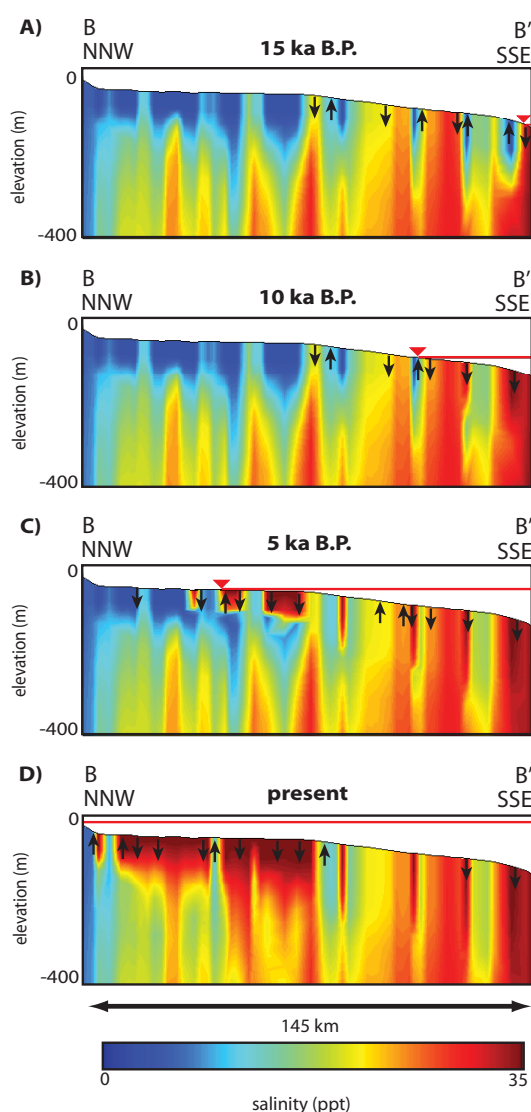 A) B B'
NNW 15 ka B.P. SSE
0
elevation (m)
-400
B) B B'
NNW 10 ka B.P. SSE
0
elevation (m)
-400
C) B B'
NNW 5 ka B.P. SSE
0
elevation (m)
-400
D) B B'
NNW present SSE
0
elevation (m)
-400
145 km
0 35
salinity (ppt)